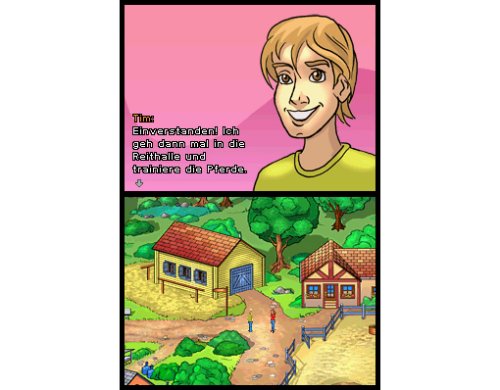 Tim:
Einverstanden! Ich
geh dann mal in die
Reithalle und
trainiere die Pferde.